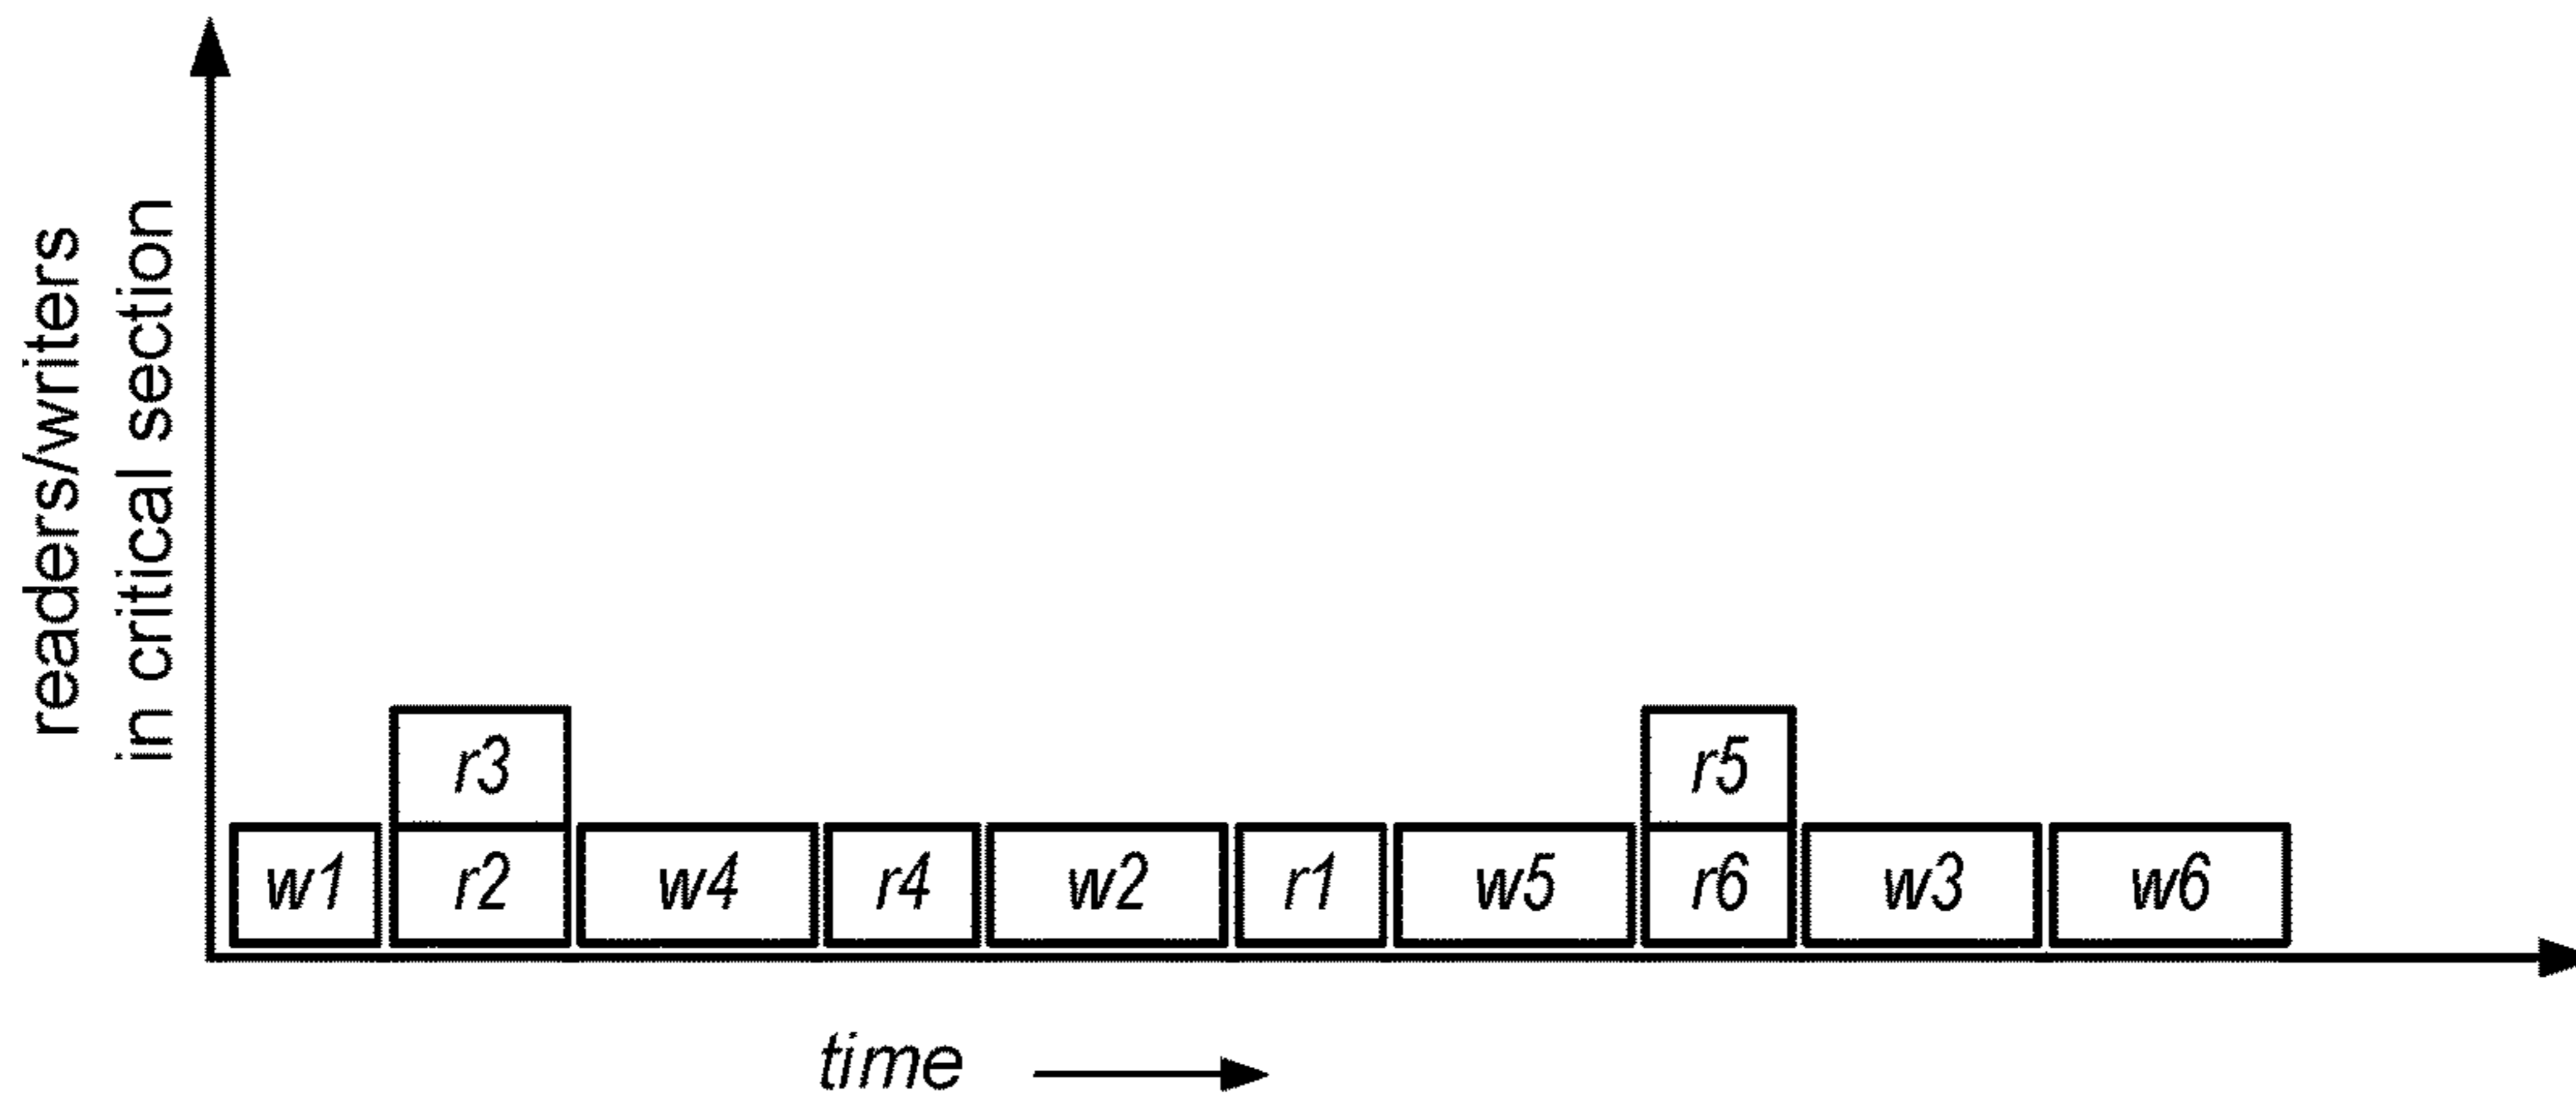 readers/writers
in critical section
r3 r5
w1 r2 w4 r4 w2 r1 w5 r6 w3 w6
time